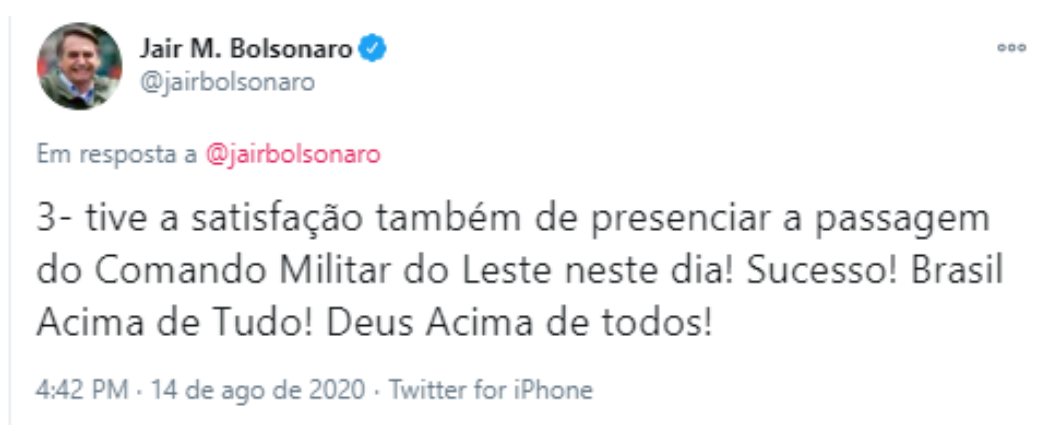 Jair M. Bolsonaro
@jairbolsonaro
Em resposta a @jairbolsonaro
3- tive a satisfação também de presenciar a passagem
do Comando Militar do Leste neste dia! Sucesso! Brasil
Acima de Tudo! Deus Acima de todos!
4:42 PM · 14 de ago de 2020 · Twitter for iPhone